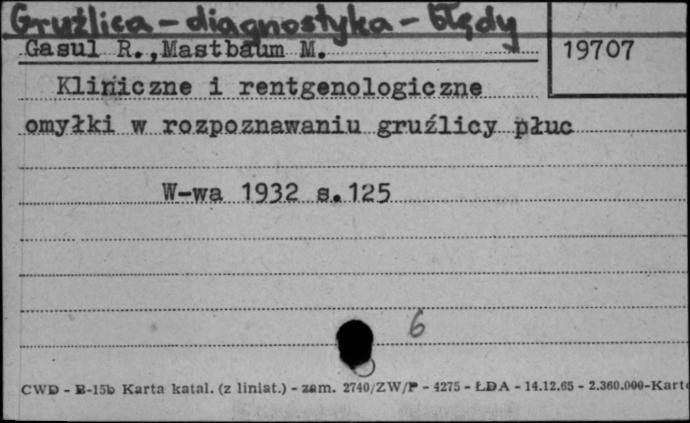 Gruźlica - diagnostyka - błędy
Gasul R., Mastbaum M.
19707
Kliniczne i rentgenologiczne
omyłki w rozpoznawaniu gruźlicy płuc
W-wa 1932 s.125
6
CWD - B-15b Karta katal. (z liniat.) - zam. 2740/ZW/P - 4275 - ŁDA - 14.12.65 - 2.360.000-Karto